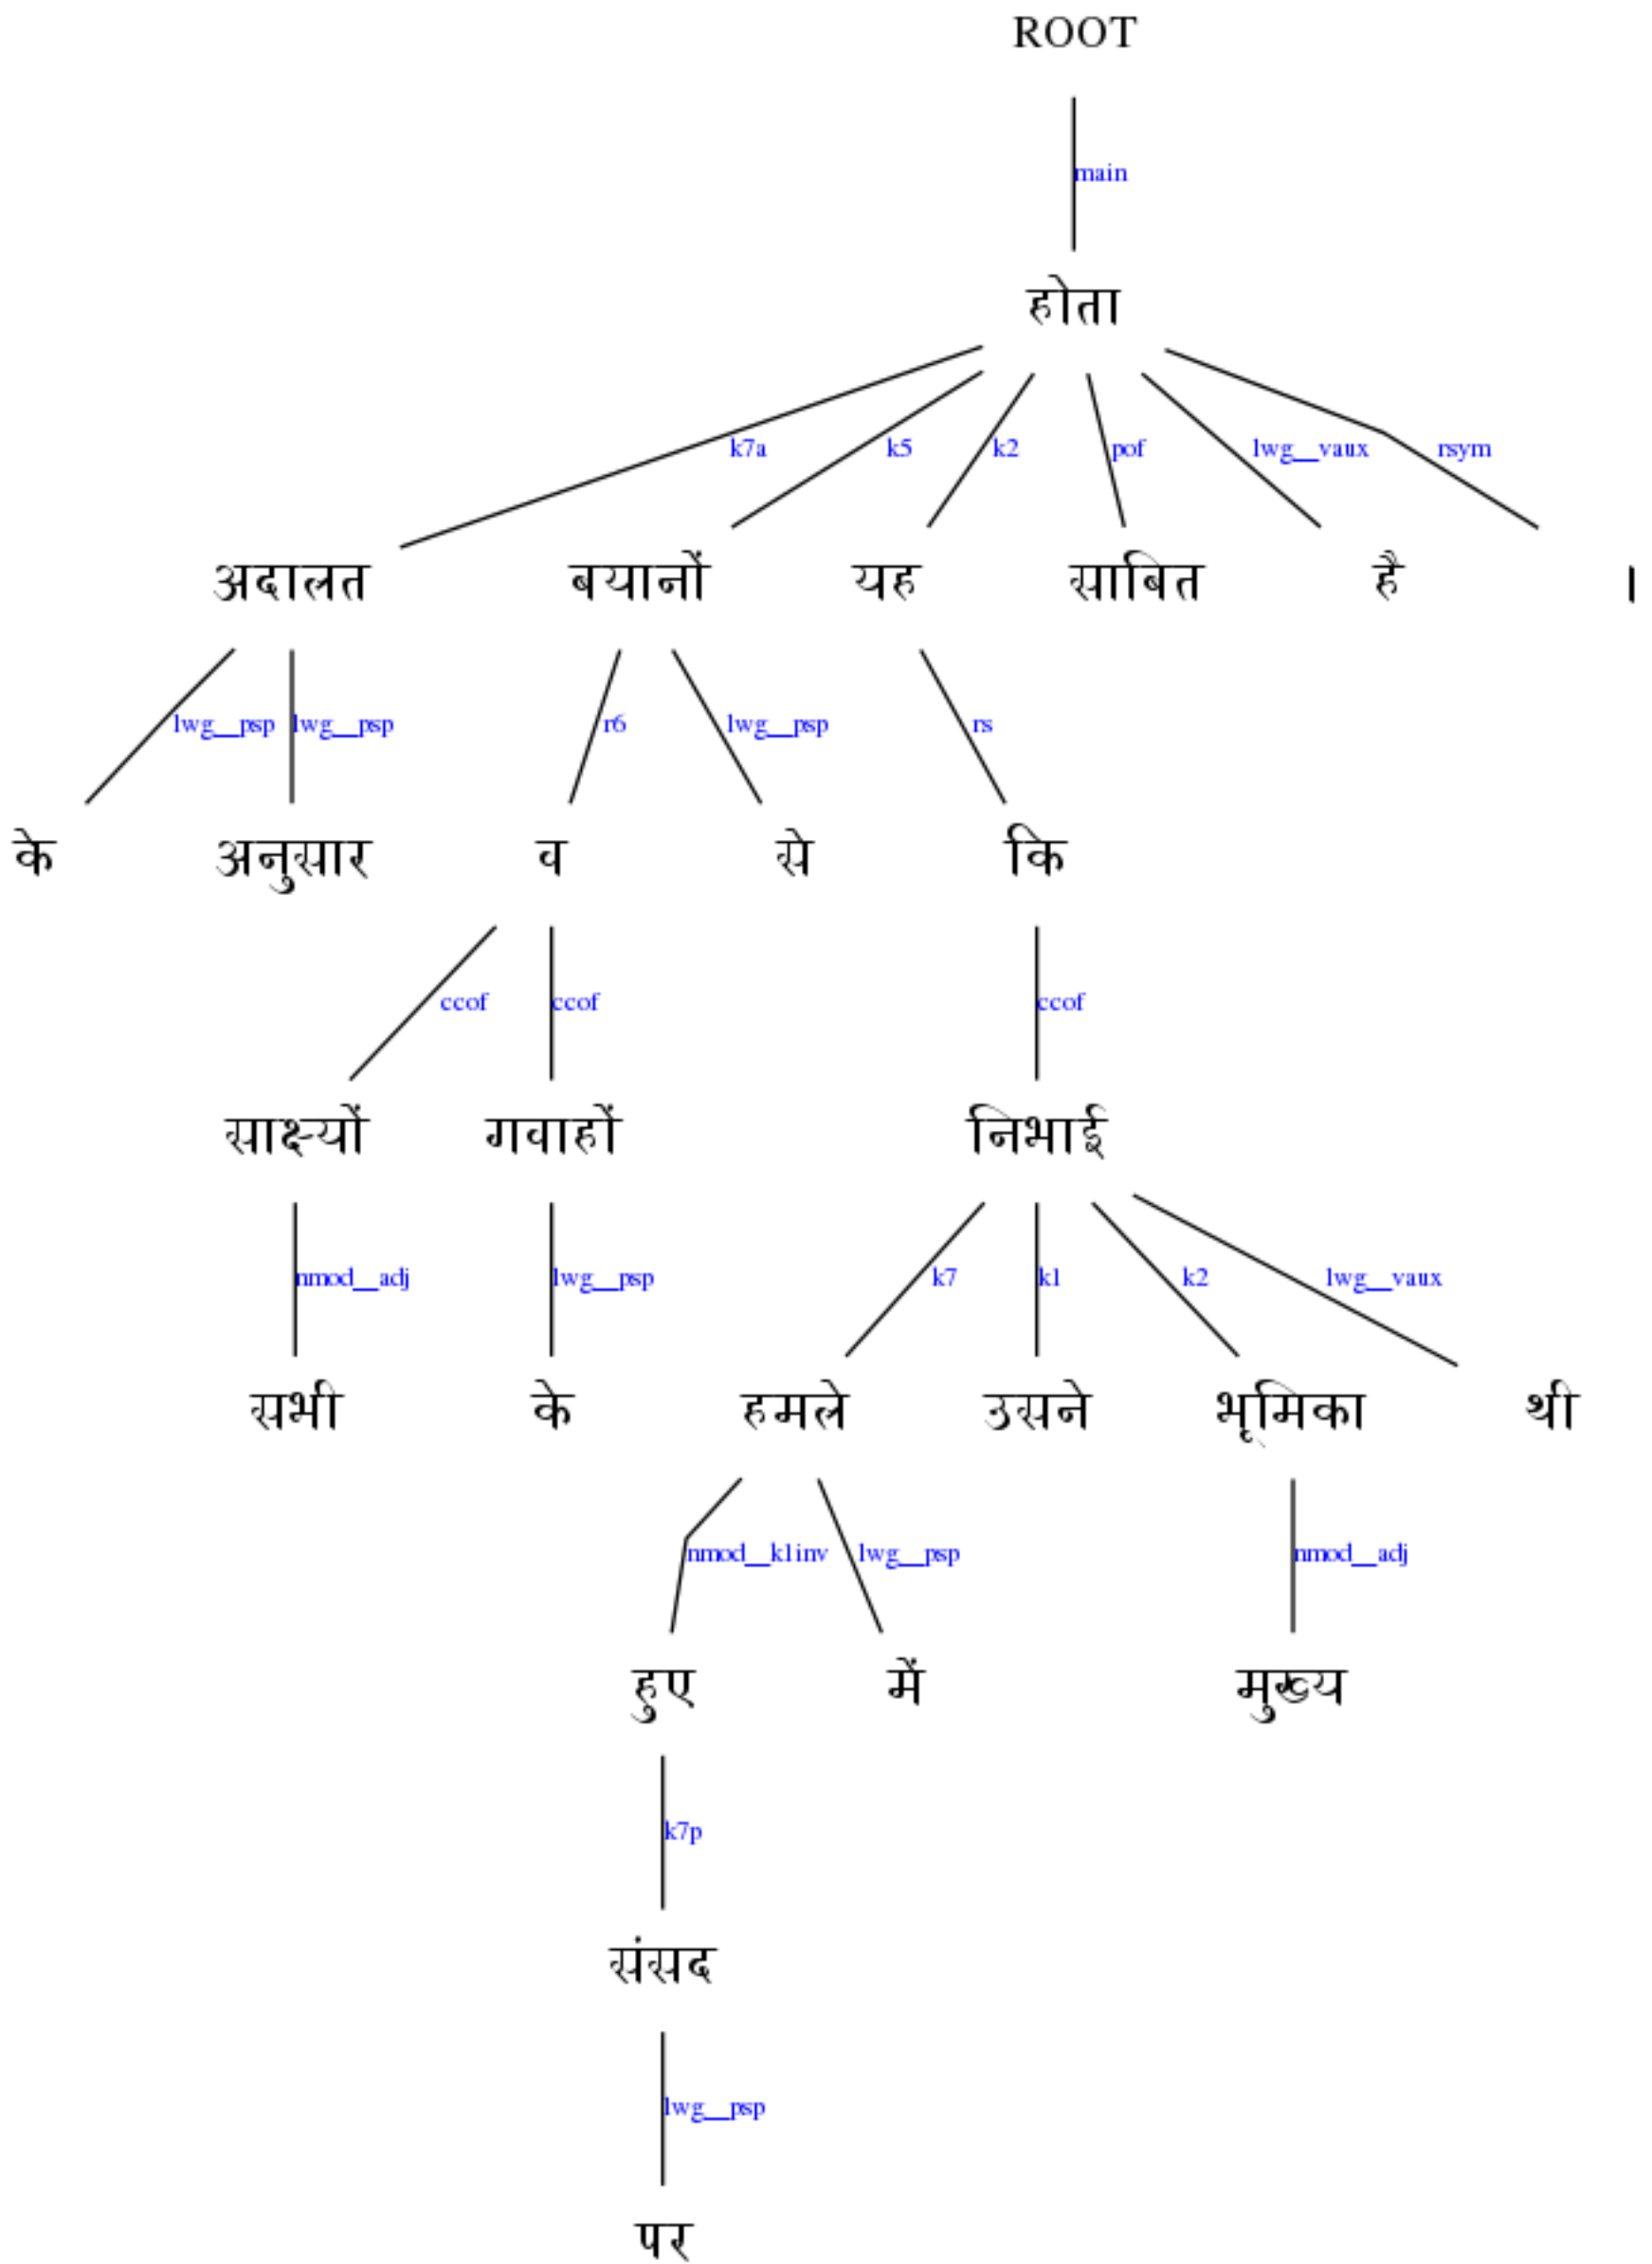 ROOT
main
होता
k7a k5 k2 pof lwg__vaux rsym
अदालत बयानों यह साबित है ।
lwg__psp lwg__psp r6 lwg__psp rs
के अनुसार व से कि
ccof ccof ccof
साक्ष्यों गवाहों निभाई
nmod__adj lwg__psp k7 k1 k2 lwg__vaux
सभी के हमले उसने भूमिका थी
nmod__k1inv lwg__psp nmod__adj
हुए में मुख्य
k7p
संसद
lwg__psp
पर